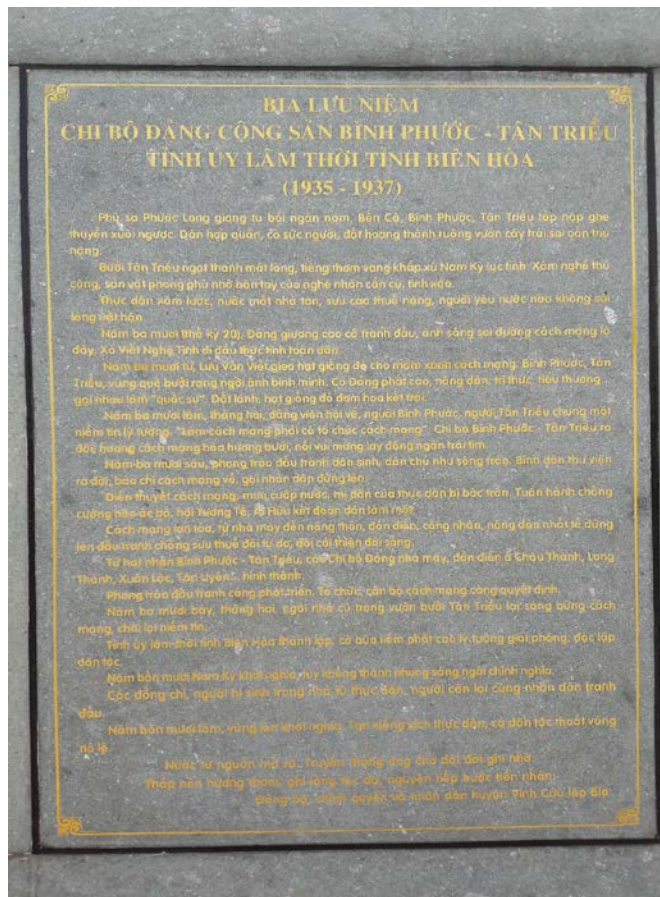 BIA LƯU NIỆM
CHI BỘ ĐẢNG CỘNG SẢN BÌNH PHƯỚC - TÂN TRIỀU
TỈNH ỦY LÂM THỜI TỈNH BIÊN HÒA
(1935 - 1937)
Phù sa Phước Long giang tụ bồi ngàn năm, Bến Cá, Bình Phước, Tân Triều tấp nập ghe
thuyền xuôi ngược. Dân hợp quần, có sức người, đất hoang thành ruộng vườn cây trái sai oằn trĩu
nặng.
Bưởi Tân Triều ngọt thanh mát lòng, tiếng thơm vang khắp xứ Nam Kỳ lục tỉnh. Xóm nghề thủ
công, sản vật phong phú nhờ bàn tay của nghệ nhân cần cù, tinh xảo.
Thực dân xâm lược, nước mất nhà tan, sưu cao thuế nặng, người yêu nước nào không sôi
lòng uất hận.
Năm ba mươi (thế kỷ 20), Đảng giương cao cờ tranh đấu, ánh sáng soi đường cách mạng ló
dậy. Xô Viết Nghệ Tĩnh đi đầu thức tỉnh toàn dân.
Năm ba mươi tư, Lưu Văn Việt gieo hạt giống đỏ cho mầm xanh cách mạng. Bình Phước, Tân
Triều, vùng quê bưởi rạng ngời ánh bình minh. Cờ Đảng phất cao, nông dân, trí thức, tiểu thương
gọi nhau làm "quốc sự". Đất lành, hạt giống đỏ đơm hoa kết trái.
Năm ba mươi lăm, tháng hai, đảng viên hội về, người Bình Phước, người Tân Triều chung một
niềm tin lý tưởng. "Làm cách mạng phải có tổ chức cách mạng". Chi bộ Bình Phước - Tân Triều ra
đời, hương cách mạng hòa hương bưởi, nỗi vui mừng lay động ngàn trái tim.
Năm ba mươi sáu, phong trào đấu tranh dân sinh, dân chủ như sóng trào. Bình dân thư viện
ra đời, báo chí cách mạng về, gọi nhân dân đứng lên.
Diễn thuyết cách mạng, mưu cướp nước, mị dân của thực dân bị bác trần. Tuần hành chống
cường hào ác bá, hội Tương Tế, Ái Hữu kết đoàn dân làm một.
Cách mạng lan tỏa, từ nhà máy đến nông thôn, đồn điền, công nhân, nông dân nhất tề đứng
lên đấu tranh chống sưu thuế đòi tự do, đòi cải thiện đời sống.
Từ hạt nhân Bình Phước - Tân Triều, các Chi bộ Đảng nhà máy, đồn điền ở Châu Thành, Long
Thành, Xuân Lộc, Tân Uyên... hình thành.
Phong trào đấu tranh càng phát triển. Tổ chức, cán bộ cách mạng càng quyết định.
Năm ba mươi bảy, tháng hai, ngôi nhà cũ trong vườn bưởi Tân Triều lại sáng bừng cách
mạng, chói lọi niềm tin.
Tỉnh ủy lâm thời tỉnh Biên Hòa thành lập, cờ búa liềm phất cao lý tưởng giải phóng, độc lập
dân tộc.
Năm bốn mươi Nam Kỳ khởi nghĩa, tuy không thành nhưng sáng ngời chính nghĩa.
Các đồng chí, người hi sinh trong nhà tù thực dân, người còn lại cùng nhân dân tranh
đấu.
Năm bốn mươi lăm, vùng lên khởi nghĩa. Tan xiềng xích thực dân, cả dân tộc thoát vòng
nô lệ.
Nước từ nguồn mà ra, truyền thống ông cha đời đời ghi nhớ.
Thắp nén hương thơm, ghi lòng tạc dạ, nguyện tiếp bước tiền nhân.
Đảng bộ, chính quyền và nhân dân huyện Vĩnh Cửu lập Bia